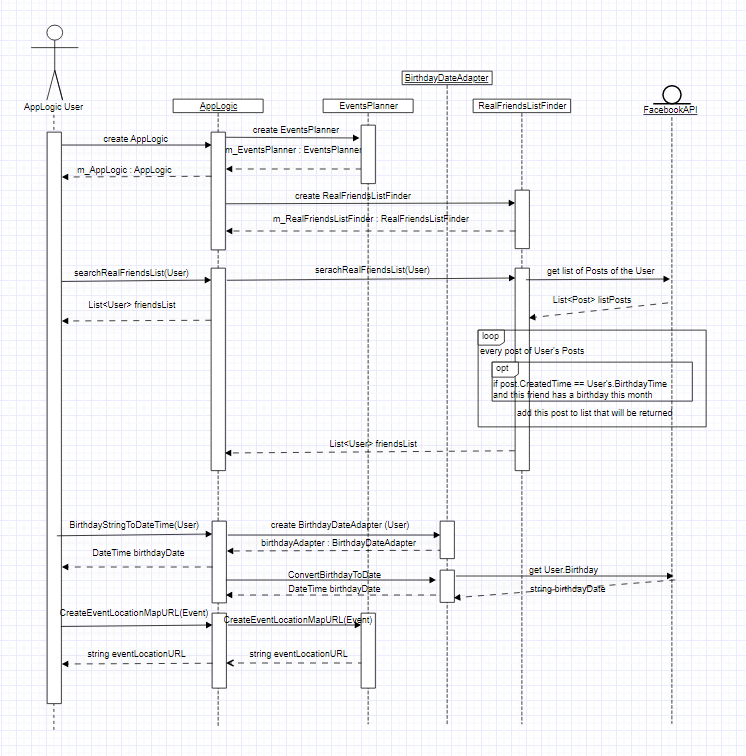 BirthdayDateAdapter
AppLogic User
AppLogic
EventsPlanner
RealFriendsListFinder
FacebookAPI
create AppLogic
create EventsPlanner
m_EventsPlanner : EventsPlanner
m_AppLogic : AppLogic
create RealFriendsListFinder
m_RealFriendsListFinder : RealFriendsListFinder
searchRealFriendsList(User)
serachRealFriendsList(User)
get list of Posts of the User
List<User> friendsList
List<Post> listPosts
loop
every post of User's Posts
opt
if post.CreatedTime == User's.BirthdayTime
and this friend has a birthday this month
add this post to list that will be returned
List<User> friendsList
BirthdayStringToDateTime(User)
create BirthdayDateAdapter (User)
birthdayAdapter : BirthdayDateAdapter
DateTime birthdayDate
ConvertBirthdayToDate
get User.Birthday
DateTime birthdayDate
string birthdayDate
CreateEventLocationMapURL(Event)
CreateEventLocationMapURL(Event)
string eventLocationURL
string eventLocationURL